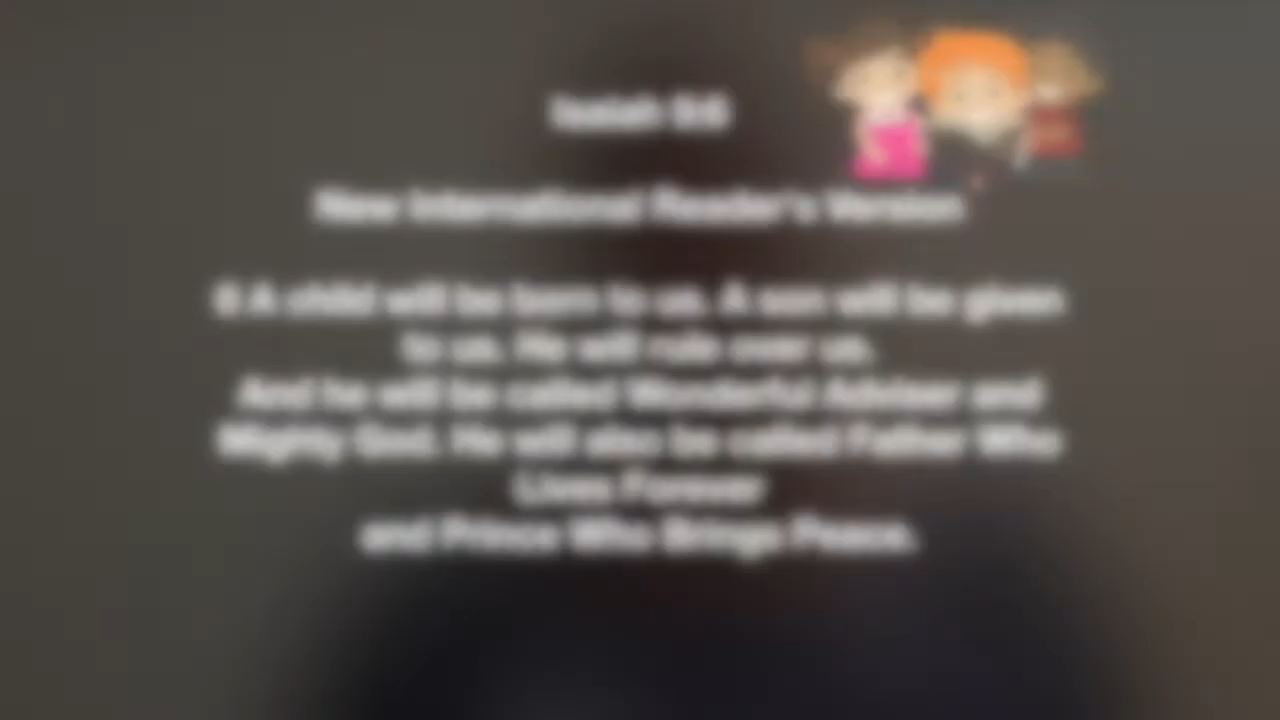 Isaiah 9:6
New International Reader's Version
6 A child will be born to us. A son will be given
to us. He will rule over us.
And he will be called Wonderful Adviser and
Mighty God. He will also be called Father Who
Lives Forever
and Prince Who Brings Peace.